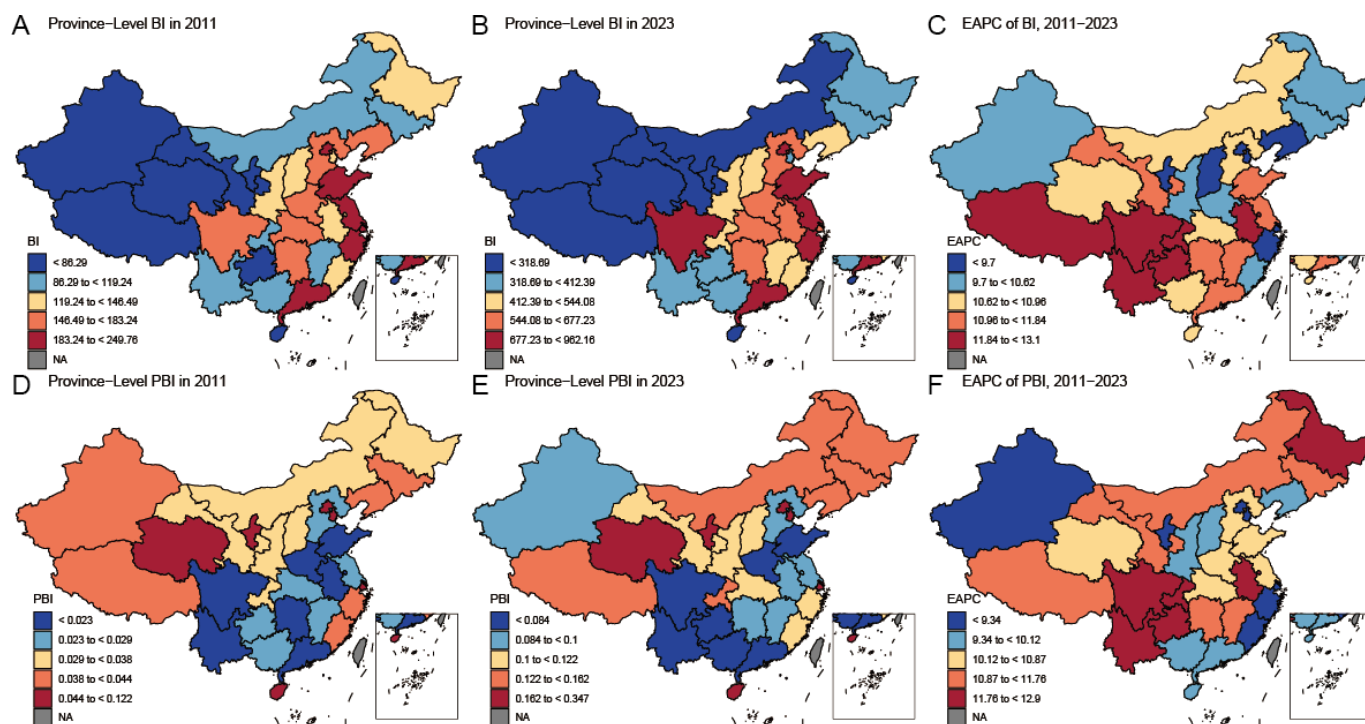 A Province-Level BI in 2011
BI
< 86.29
86.29 to < 119.24
119.24 to < 146.49
146.49 to < 183.24
183.24 to < 249.76
NA
B Province-Level BI in 2023
BI
< 318.69
318.69 to < 412.39
412.39 to < 544.08
544.08 to < 677.23
677.23 to < 962.16
NA
C EAPC of BI, 2011-2023
EAPC
< 9.7
9.7 to < 10.62
10.62 to < 10.96
10.96 to < 11.84
11.84 to < 13.1
NA
D Province-Level PBI in 2011
PBI
< 0.023
0.023 to < 0.029
0.029 to < 0.038
0.038 to < 0.044
0.044 to < 0.122
NA
E Province-Level PBI in 2023
PBI
< 0.084
0.084 to < 0.1
0.1 to < 0.122
0.122 to < 0.162
0.162 to < 0.347
NA
F EAPC of PBI, 2011-2023
EAPC
< 9.34
9.34 to < 10.12
10.12 to < 10.87
10.87 to < 11.76
11.76 to < 12.9
NA